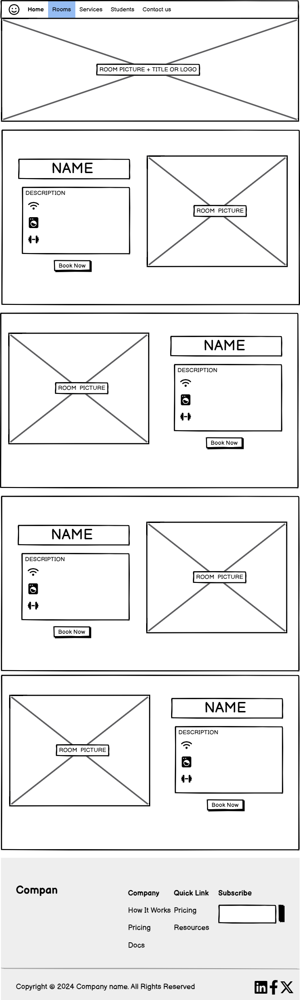 Home Rooms Services Students Contact us
ROOM PICTURE + TITLE OR LOGO
NAME
DESCRIPTION
ROOM PICTURE
Book Now
NAME
DESCRIPTION
ROOM PICTURE
Book Now
NAME
DESCRIPTION
ROOM PICTURE
Book Now
NAME
DESCRIPTION
ROOM PICTURE
Book Now
Compan
Company Quick Link Subscribe
How It Works Pricing
Pricing Resources
Docs
Copyright © 2024 Company name. All Rights Reserved